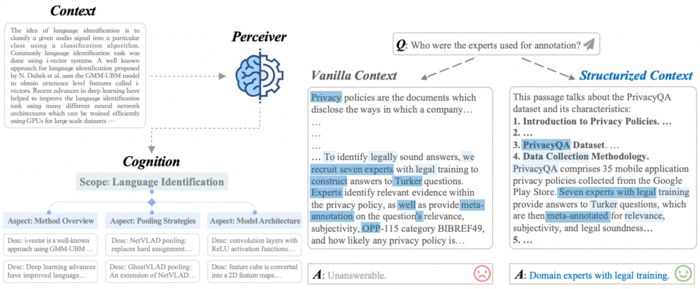 Context
The idea of language identification is to
classify a given audio signal into a particular
class using a classification algorithm.
Commonly language identification task was
done using i-vector systems. A well known
approach for language identification proposed
by N. Dahek et al. uses the GMM-UBM model
to obtain utterance level features called i-
vectors. Recent advances in deep learning have
helped to improve the language identification
task using many different neural network
architectures which can be trained efficiently
using GPUs for large scale datasets ···
Perceiver
Cognition
Scope: Language Identification
Aspect: Method Overview
Aspect: Pooling Strategies
Aspect: Model Architecture
Desc: i-vector is a well-known
approach using GMM-UBM ...
Desc: NetVLAD pooling:
replaces hard assignment...
Desc: convolution layers with
ReLU activation functions...
Desc: Deep learning advances
have improved language...
Desc: GhostVLAD pooling:
An extension of NetVLAD...
Desc: feature cube is converted
into a 2D feature maps...
Q: Who were the experts used for annotation?
Vanilla Context
Privacy policies are the documents which
disclose the ways in which a company…
…
…
… To identify legally sound answers, we
recruit seven experts with legal training to
construct answers to Turker questions.
Experts identify relevant evidence within
the privacy policy, as well as provide meta-
annotation on the question's relevance,
subjectivity, OPP-115 category BIBREF49,
and how likely any privacy policy is…
A: Unanswerable.
Structurized Context
This passage talks about the PrivacyQA
dataset and its characteristics:
1. Introduction to Privacy Policies. …
2. …
3. PrivacyQA Dataset. …
4. Data Collection Methodology.
PrivacyQA comprises 35 mobile application
privacy policies collected from the Google
Play Store. Seven experts with legal training
provide answers to Turker questions, which
are then meta-annotated for relevance,
subjectivity, and legal soundness…
5. …
A: Domain experts with legal training.